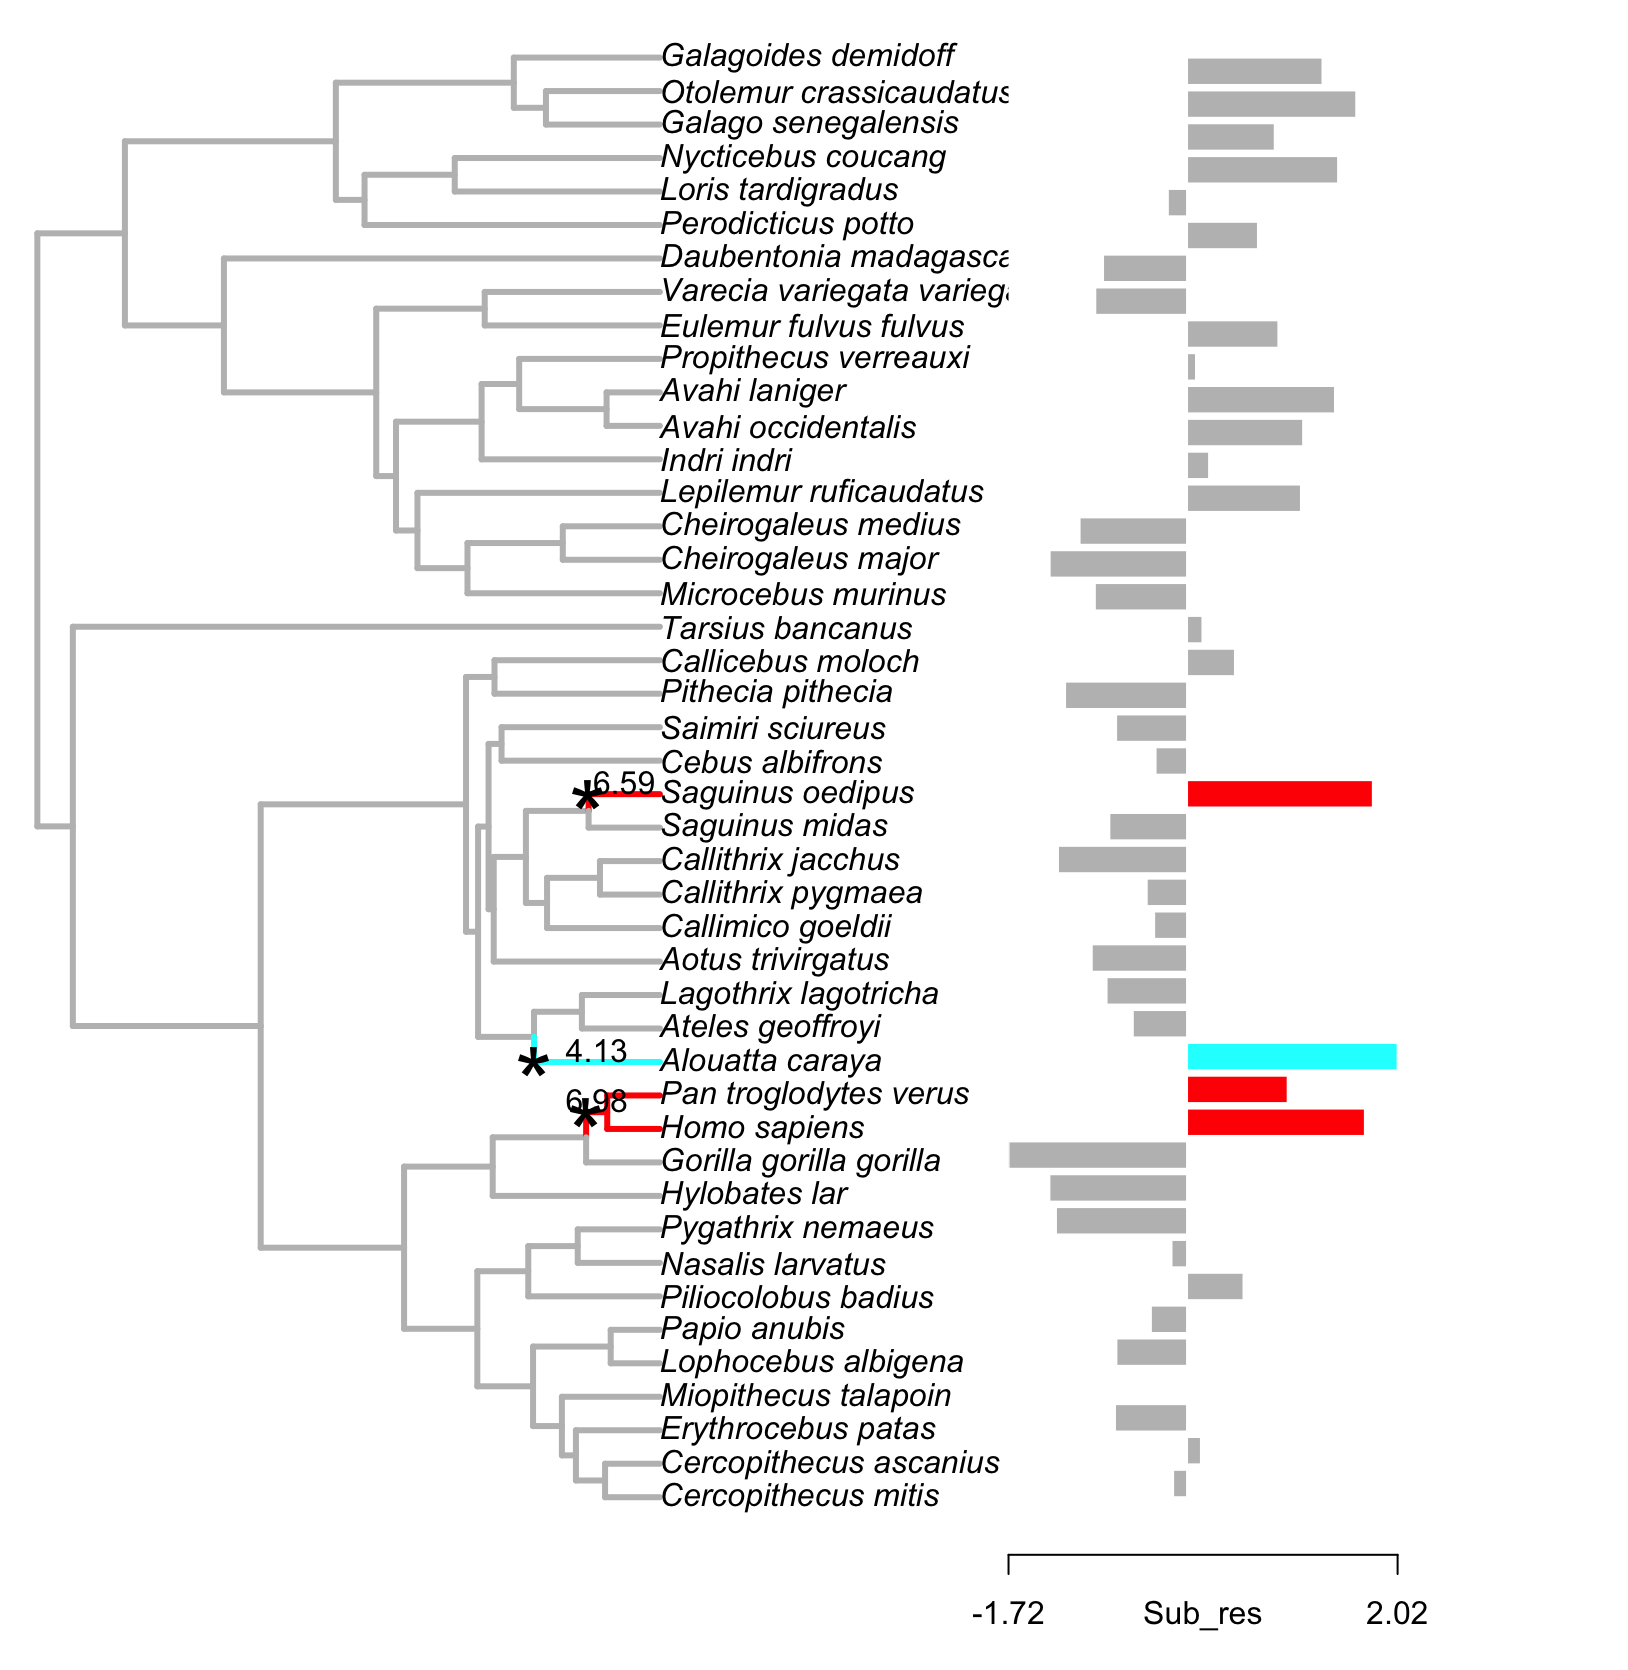 Galagoides demidoff
Otolemur crassicaudatus
Galago senegalensis
Nycticebus coucang
Loris tardigradus
Perodicticus potto
Daubentonia madagasca
Varecia variegata variega
Eulemur fulvus fulvus
Propithecus verreauxi
Avahi laniger
Avahi occidentalis
Indri indri
Lepilemur ruficaudatus
Cheirogaleus medius
Cheirogaleus major
Microcebus murinus
Tarsius bancanus
Callicebus moloch
Pithecia pithecia
Saimiri sciureus
Cebus albifrons
*6.59 Saguinus oedipus
Saguinus midas
Callithrix jacchus
Callithrix pygmaea
Callimico goeldii
Aotus trivirgatus
Lagothrix lagotricha
Ateles geoffroyi
* 4.13 Alouatta caraya
Pan troglodytes verus
* 6.98
Homo sapiens
Gorilla gorilla gorilla
Hylobates lar
Pygathrix nemaeus
Nasalis larvatus
Piliocolobus badius
Papio anubis
Lophocebus albigena
Miopithecus talapoin
Erythrocebus patas
Cercopithecus ascanius
Cercopithecus mitis
-1.72 Sub_res 2.02